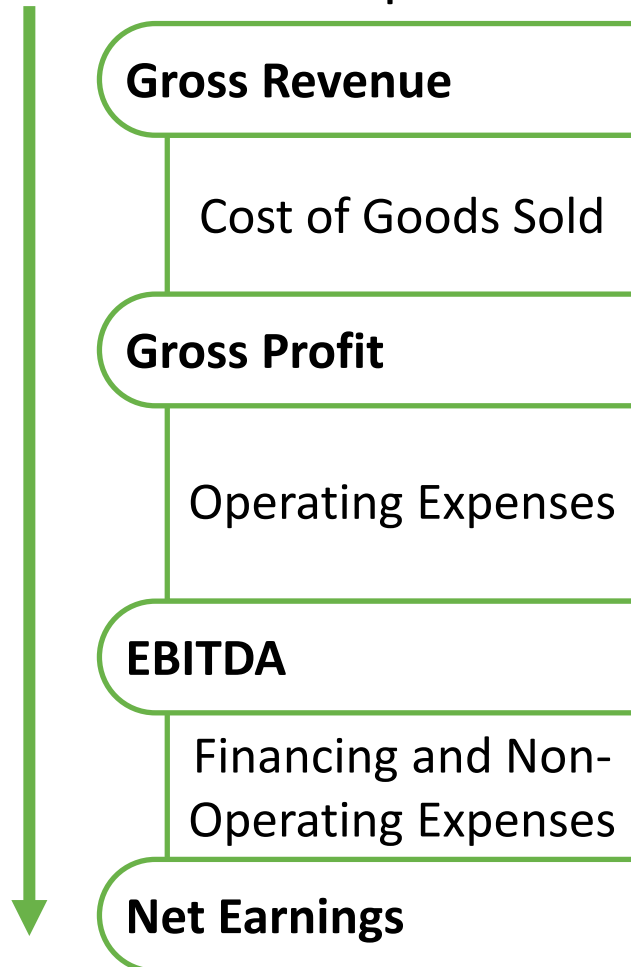 Gross Revenue
Cost of Goods Sold
Gross Profit
Operating Expenses
EBITDA
Financing and Non-
Operating Expenses
Net Earnings